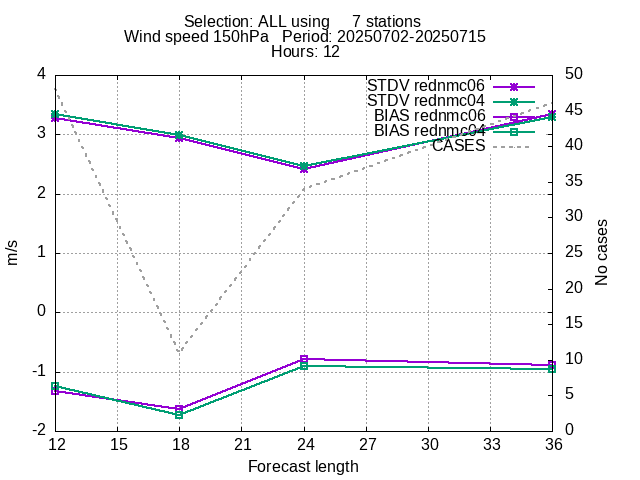 Selection: ALL using     7 stations
Wind speed 150hPa   Period: 20250702-20250715
Hours: 12
STDV rednmc06
STDV rednmc04
BIAS rednmc06
BIAS rednmc04
CASES
4
3
2
1
0
-1
-2
m/s
50
45
40
35
30
25
20
15
10
5
0
No cases
12 15 18 21 24 27 30 33 36
Forecast length